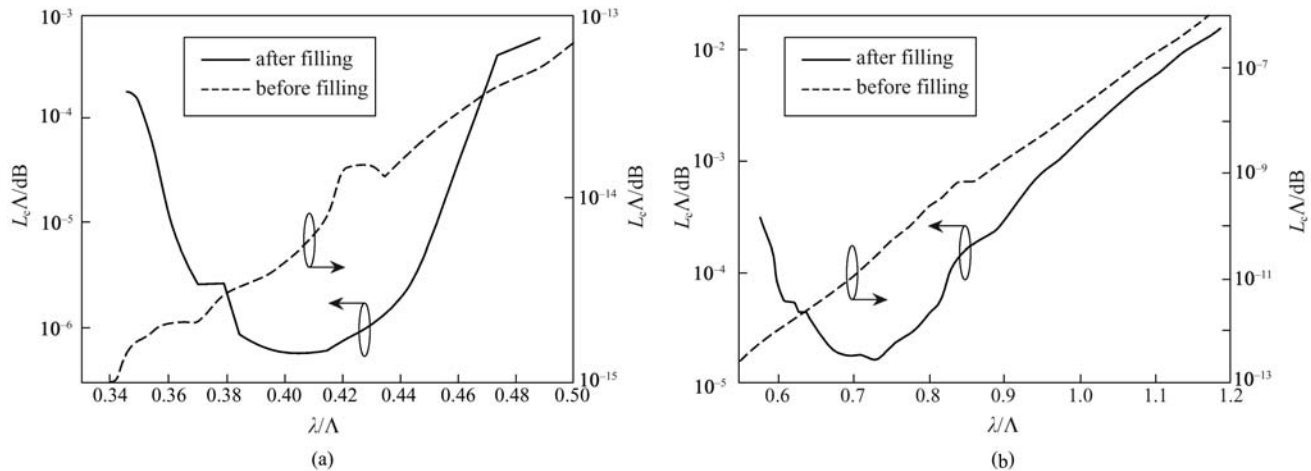 10⁻³
10⁻⁴
10⁻⁵
10⁻⁶
L_cΛ/dB
after filling
before filling
10⁻¹³
10⁻¹⁴
10⁻¹⁵
L_cΛ/dB
0.34 0.36 0.38 0.40 0.42 0.44 0.46 0.48 0.50
λ/Λ
(a)
10⁻²
10⁻³
10⁻⁴
10⁻⁵
L_cΛ/dB
after filling
before filling
10⁻⁷
10⁻⁹
10⁻¹¹
10⁻¹³
L_cΛ/dB
0.6 0.7 0.8 0.9 1.0 1.1 1.2
λ/Λ
(b)